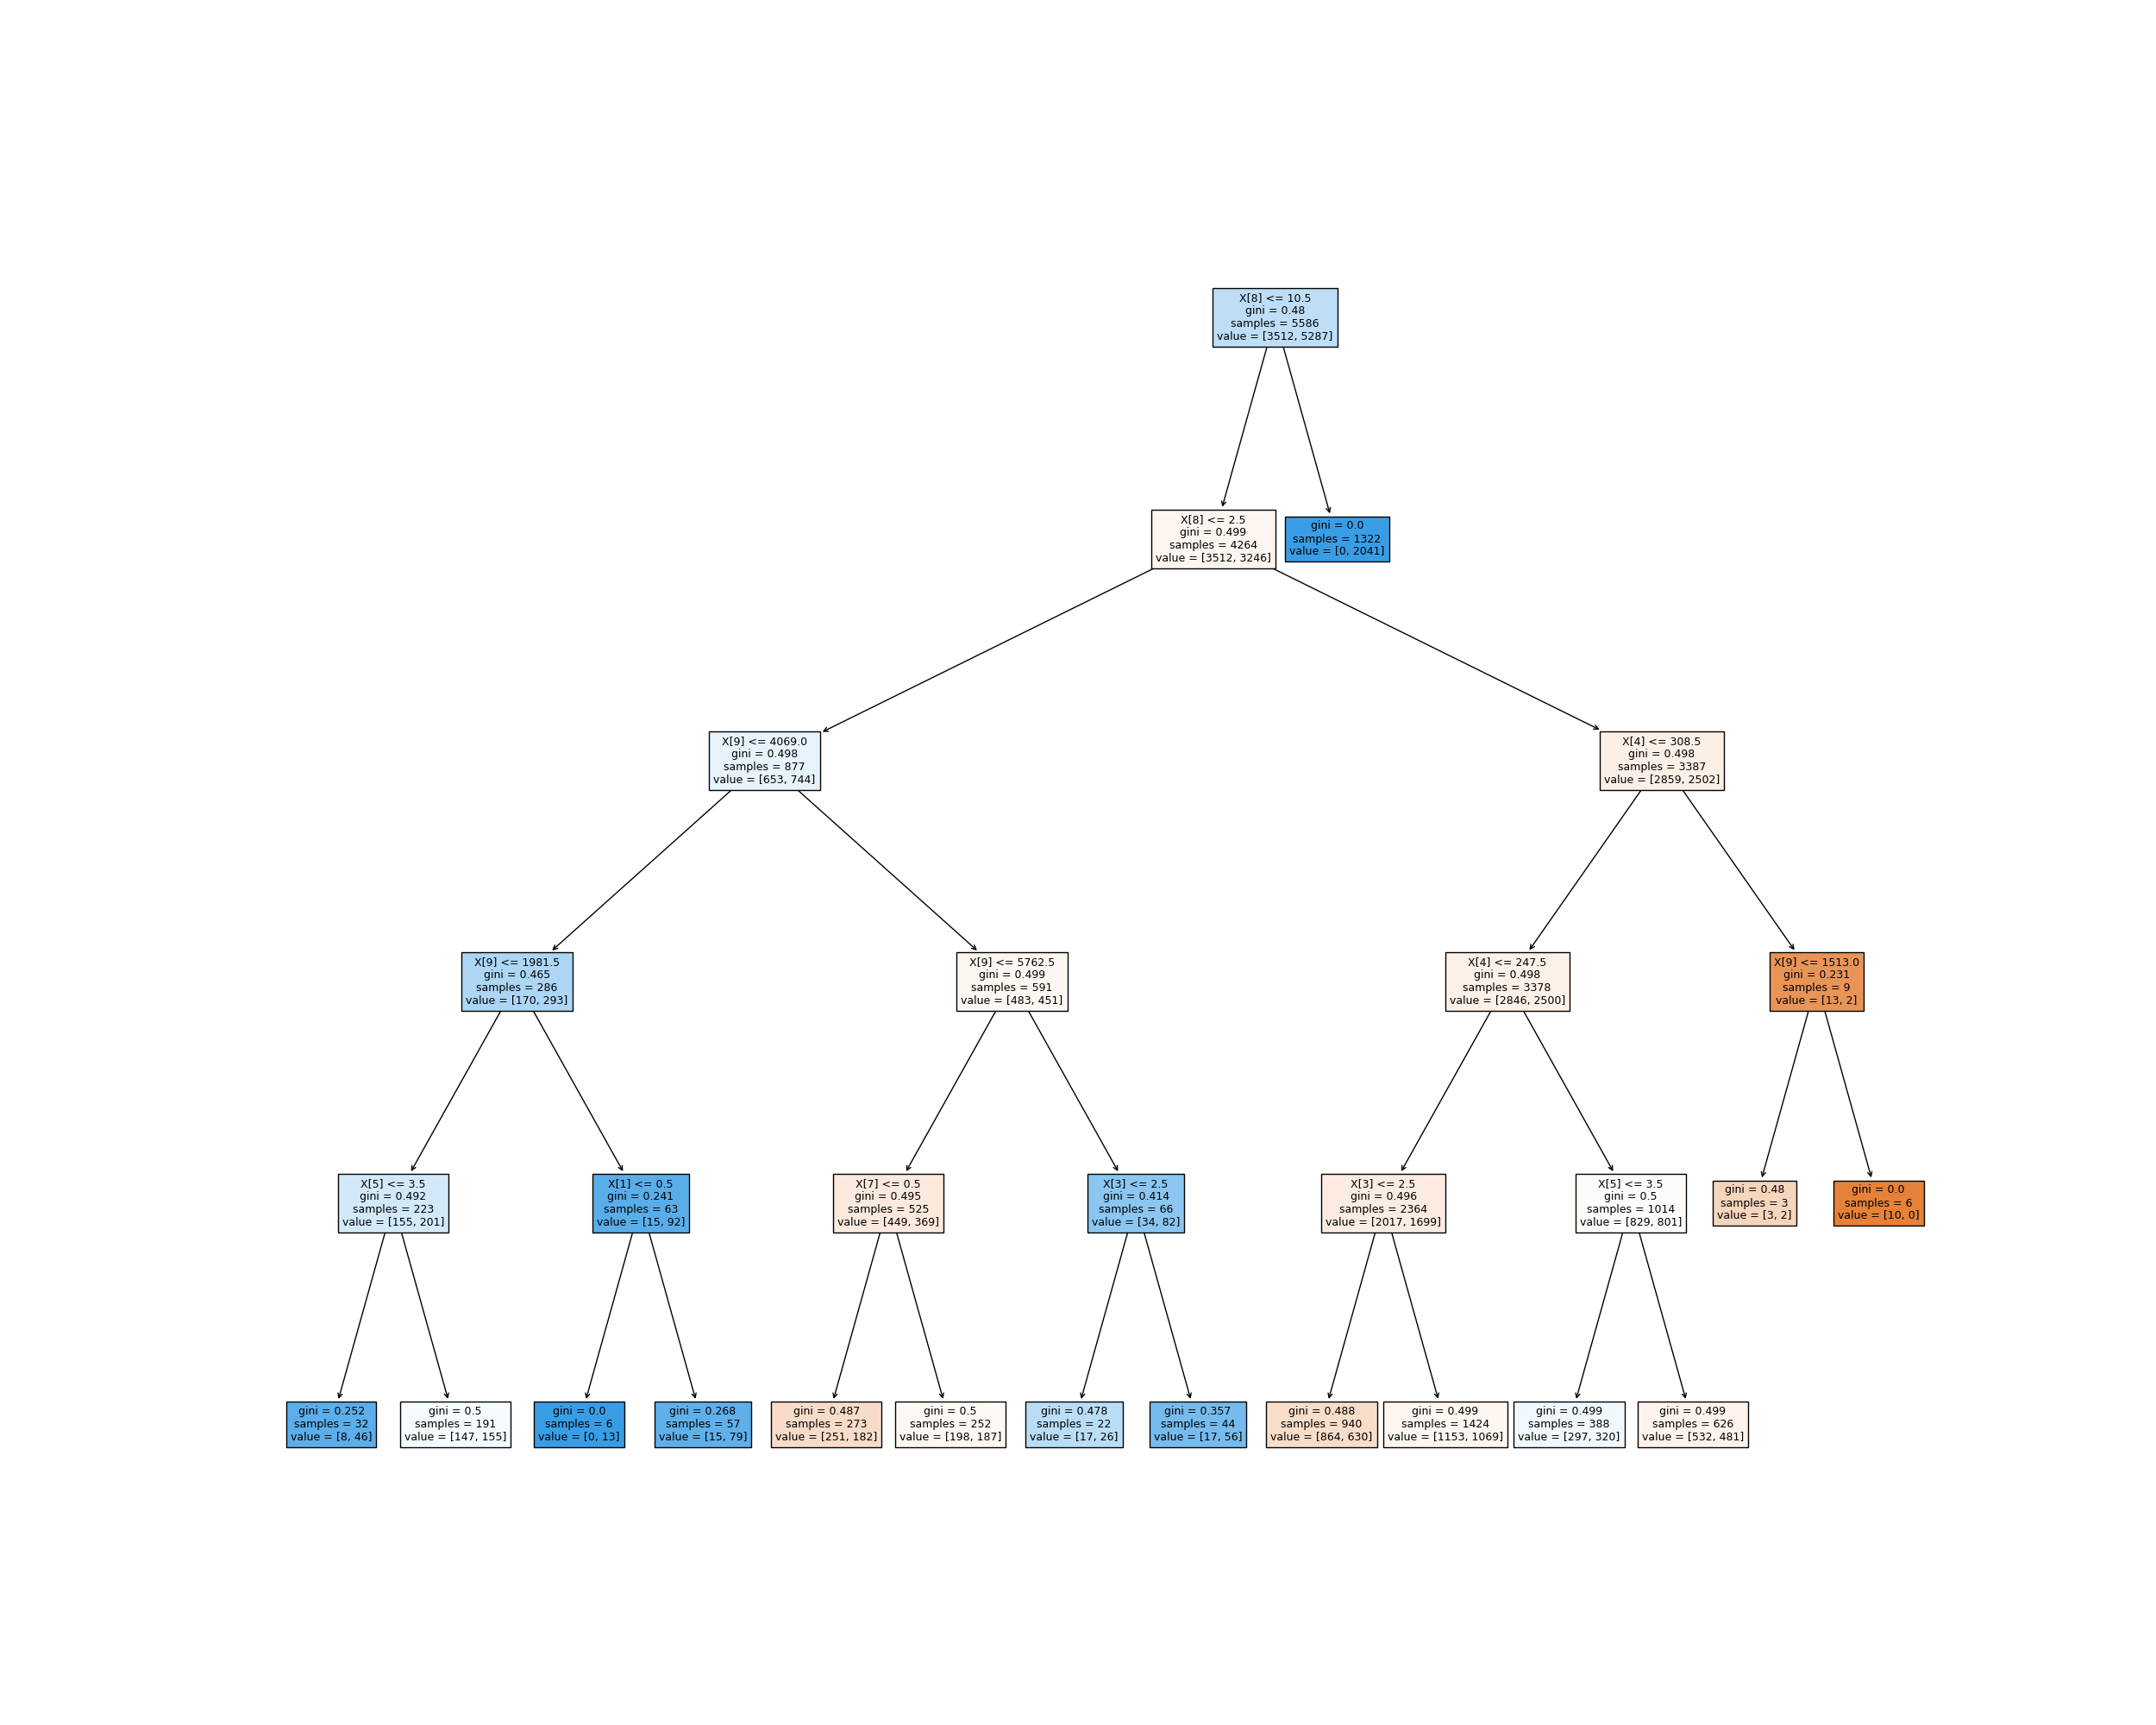 X[8] <= 10.5
gini = 0.48
samples = 5586
value = [3512, 5287]
X[8] <= 2.5
gini = 0.499
samples = 4264
value = [3512, 3246]
gini = 0.0
samples = 1322
value = [0, 2041]
X[9] <= 4069.0
gini = 0.498
samples = 877
value = [653, 744]
X[4] <= 308.5
gini = 0.498
samples = 3387
value = [2859, 2502]
X[9] <= 1981.5
gini = 0.465
samples = 286
value = [170, 293]
X[9] <= 5762.5
gini = 0.499
samples = 591
value = [483, 451]
X[4] <= 247.5
gini = 0.498
samples = 3378
value = [2846, 2500]
X[9] <= 1513.0
gini = 0.231
samples = 9
value = [13, 2]
X[5] <= 3.5
gini = 0.492
samples = 223
value = [155, 201]
X[1] <= 0.5
gini = 0.241
samples = 63
value = [15, 92]
X[7] <= 0.5
gini = 0.495
samples = 525
value = [449, 369]
X[3] <= 2.5
gini = 0.414
samples = 66
value = [34, 82]
X[3] <= 2.5
gini = 0.496
samples = 2364
value = [2017, 1699]
X[5] <= 3.5
gini = 0.5
samples = 1014
value = [829, 801]
gini = 0.48
samples = 3
value = [3, 2]
gini = 0.0
samples = 6
value = [10, 0]
gini = 0.252
samples = 32
value = [8, 46]
gini = 0.5
samples = 191
value = [147, 155]
gini = 0.0
samples = 6
value = [0, 13]
gini = 0.268
samples = 57
value = [15, 79]
gini = 0.487
samples = 273
value = [251, 182]
gini = 0.5
samples = 252
value = [198, 187]
gini = 0.478
samples = 22
value = [17, 26]
gini = 0.357
samples = 44
value = [17, 56]
gini = 0.488
samples = 940
value = [864, 630]
gini = 0.499
samples = 1424
value = [1153, 1069]
gini = 0.499
samples = 388
value = [297, 320]
gini = 0.499
samples = 626
value = [532, 481]